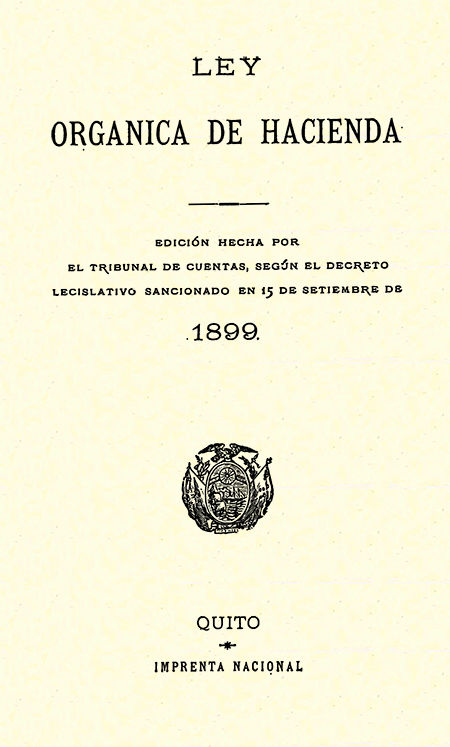 LEY
ORGANICA DE HACIENDA
EDICIÓN HECHA POR
EL TRIBUNAL DE CUENTAS, SEGÚN EL DECRETO
LECISLATIVO SANCIONADO EN 15 DE SETIEMBRE DE
1899.
QUITO
IMPRENTA NACIONAL